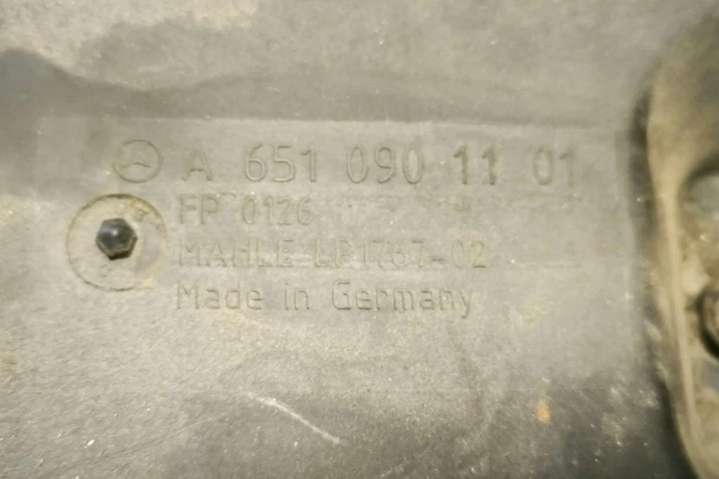 A 651 090 11 01
FP 0126
MAHLE LP1767-02
Made in Germany